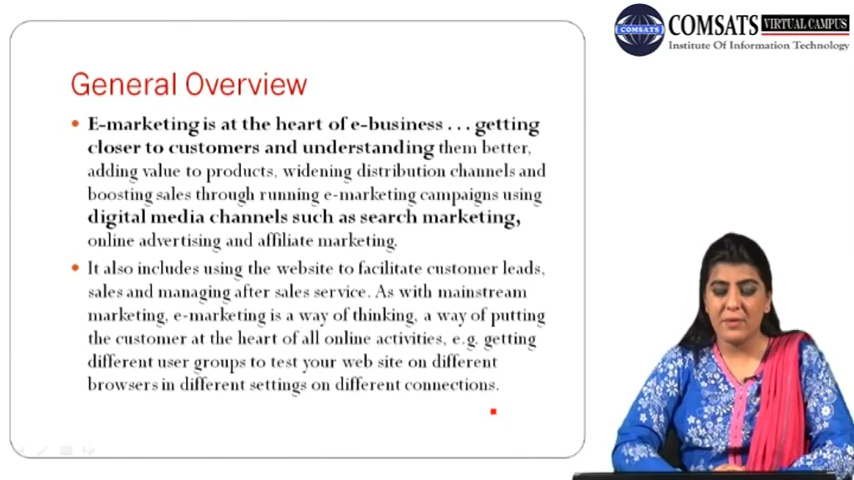 COMSATS VIRTUAL CAMPUS
COMSATS
Institute Of Information Technology
General Overview
• E-marketing is at the heart of e-business . . . getting
closer to customers and understanding them better,
adding value to products, widening distribution channels and
boosting sales through running e-marketing campaigns using
digital media channels such as search marketing,
online advertising and affiliate marketing.
• It also includes using the website to facilitate customer leads,
sales and managing after sales service. As with mainstream
marketing, e-marketing is a way of thinking, a way of putting
the customer at the heart of all online activities, e.g. getting
different user groups to test your web site on different
browsers in different settings on different connections.